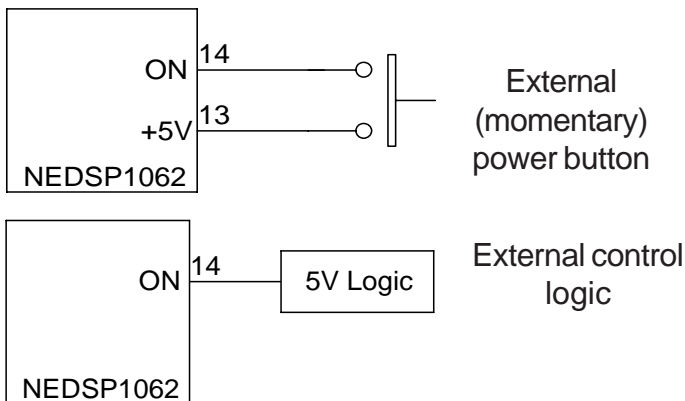 ON
14
+5V
13
NEDSP1062
External
(momentary)
power button
ON
14
5V Logic
NEDSP1062
External control
logic